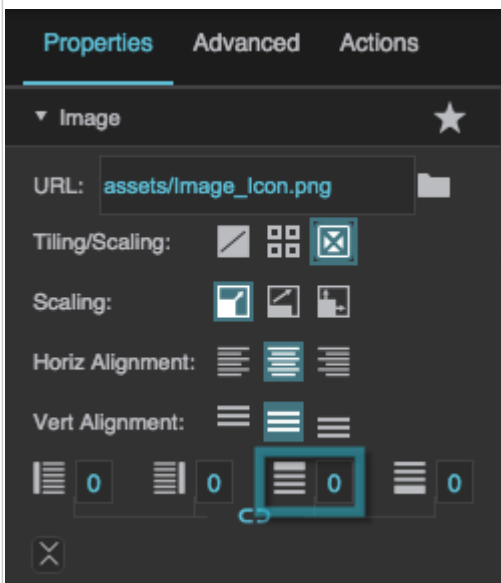 Properties Advanced Actions
Image
URL: assets/Image_Icon.png
Tiling/Scaling:
Scaling:
Horiz Alignment:
Vert Alignment:
0 0 0 0